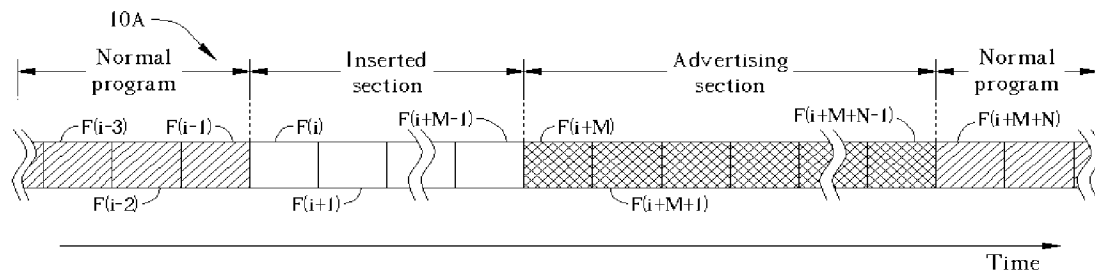 10A
Normal
program
Inserted
section
Advertising
section
Normal
program
F(i-3)
F(i-1)
F(i)
F(i+M-1)
F(i+M)
F(i+M+N-1)
F(i+M+N)
F(i-2)
F(i+1)
F(i+M+1)
Time